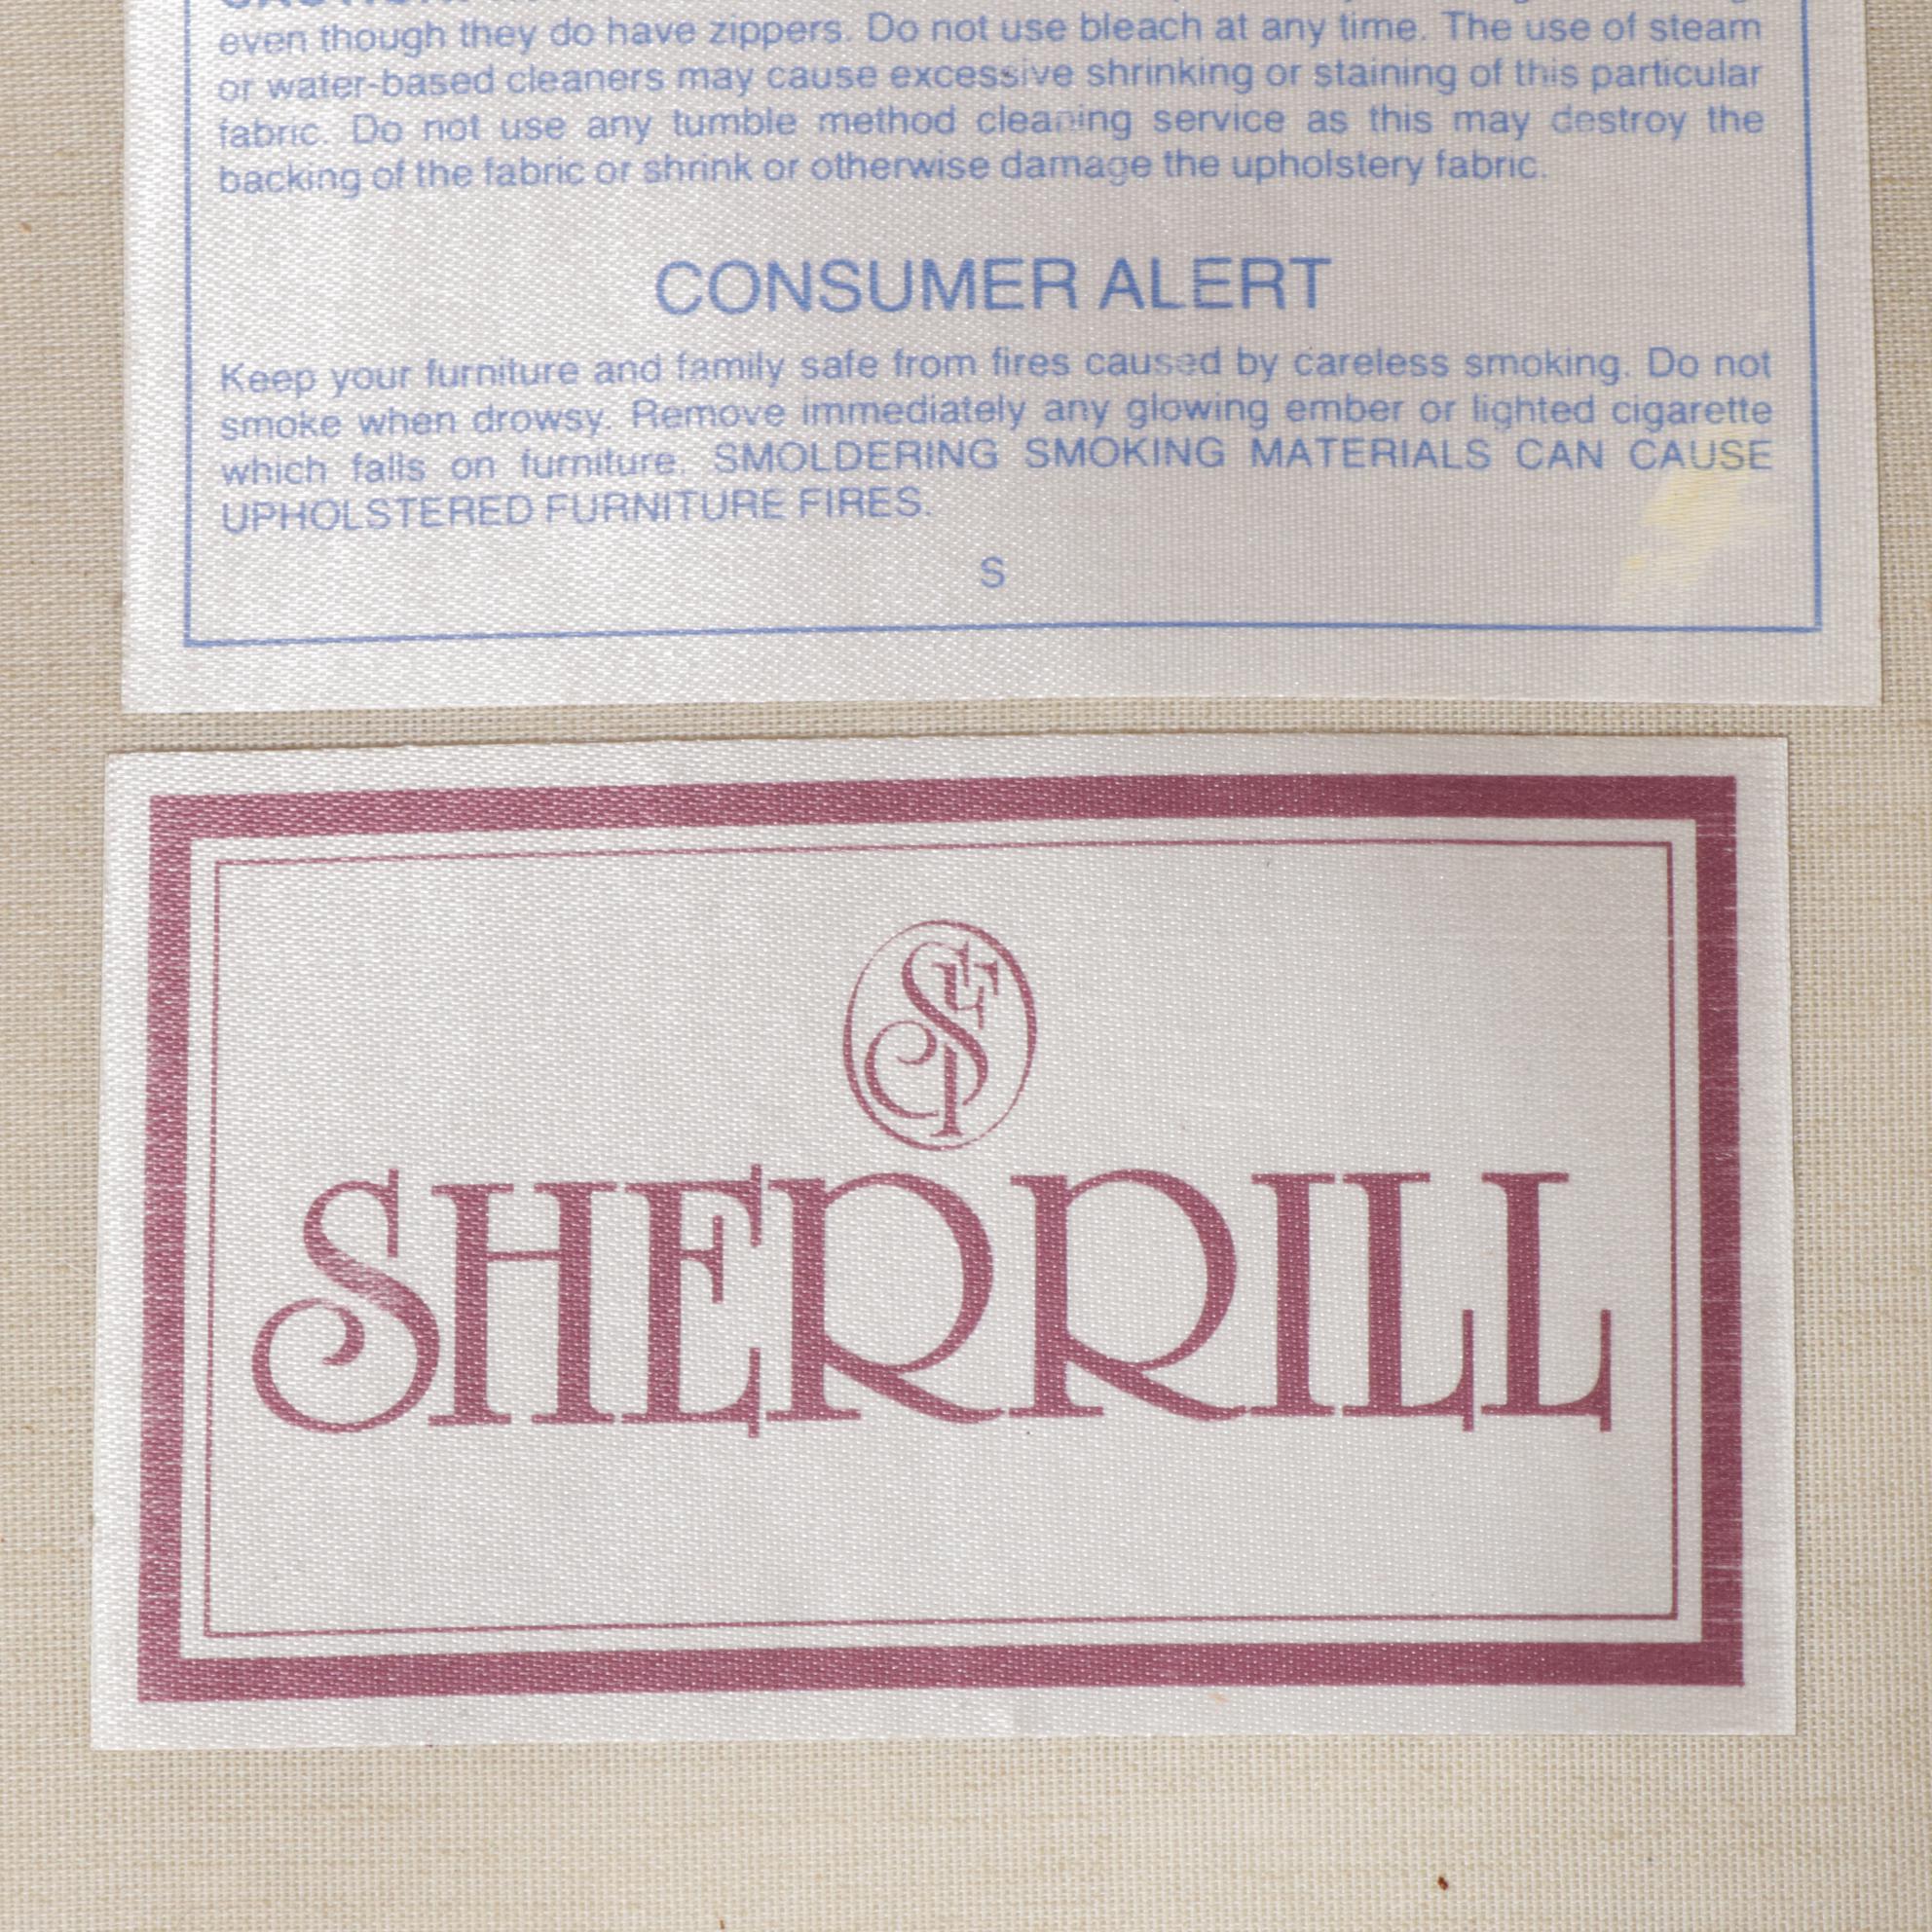 even though they do have zippers. Do not use bleach at any time. The use of steam
or water-based cleaners may cause excessive shrinking or staining of this particular
fabric. Do not use any tumble method cleaning service as this may destroy the
backing of the fabric or shrink or otherwise damage the upholstery fabric.
CONSUMER ALERT
Keep your furniture and family safe from fires caused by careless smoking. Do not
smoke when drowsy. Remove immediately any glowing ember or lighted cigarette
which falls on furniture. SMOLDERING SMOKING MATERIALS CAN CAUSE
UPHOLSTERED FURNITURE FIRES.
S
SHERRILL